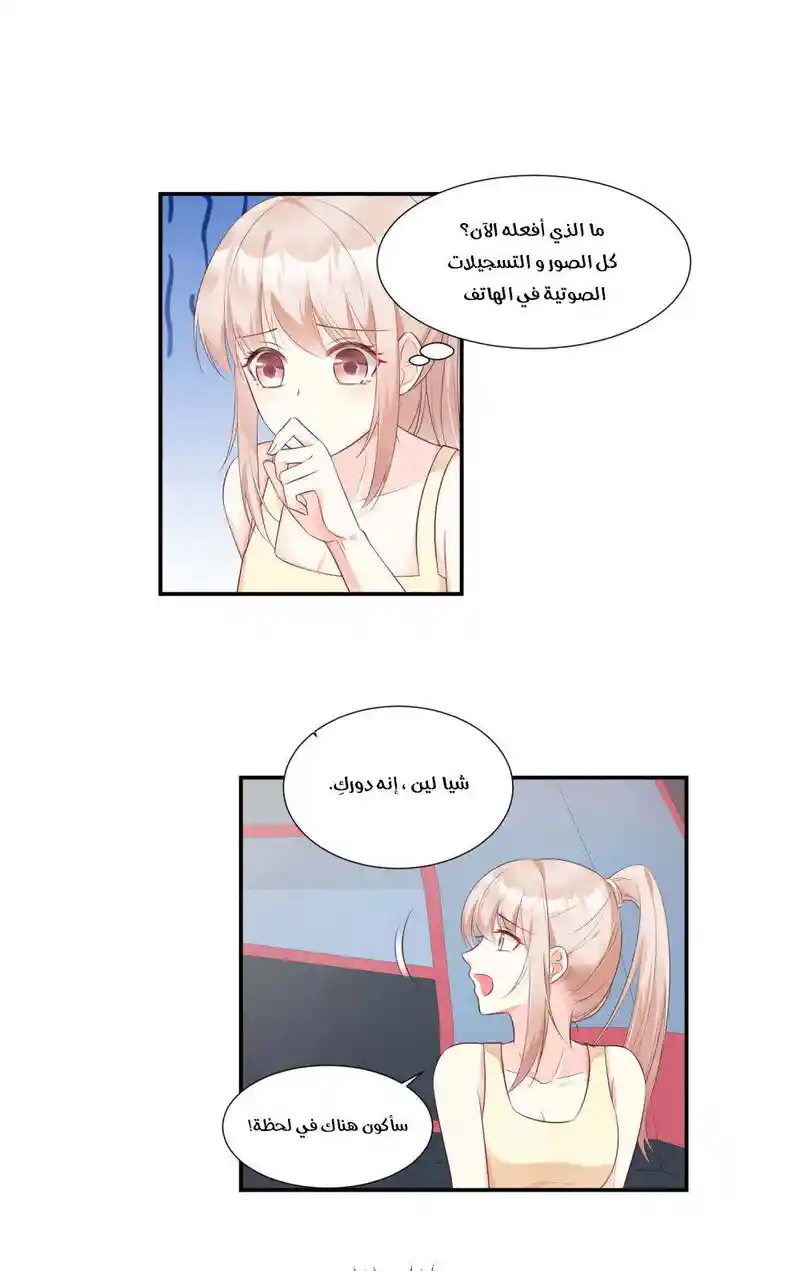 ما الذي أفعله الآن؟
كل الصور و التسجيلات
الصوتية في الهاتف
شيا لين ، إنه دوركِ.
سأكون هناك في لحظة!